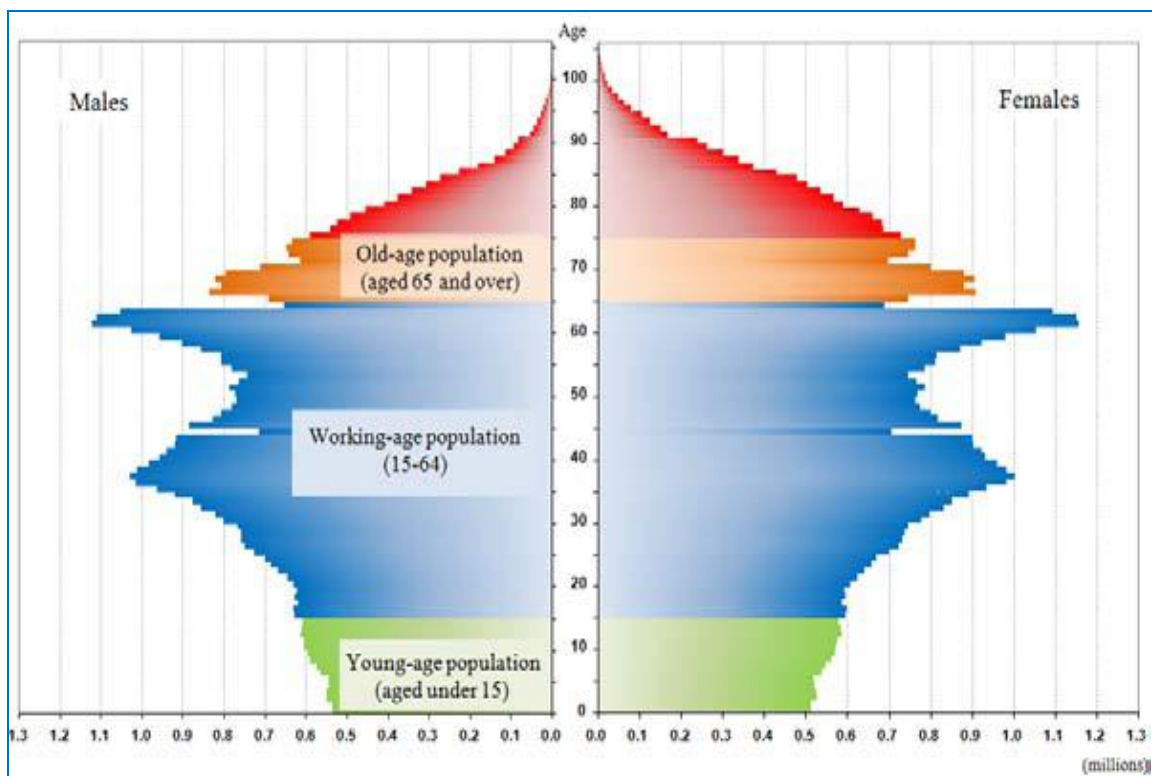 Age
Males
Females
100
90
80
70
60
50
40
30
20
10
0
Old-age population
(aged 65 and over)
Working-age population
(15-64)
Young-age population
(aged under 15)
1.3 1.2 1.1 1.0 0.9 0.8 0.7 0.6 0.5 0.4 0.3 0.2 0.1 0.0
0.0 0.1 0.2 0.3 0.4 0.5 0.6 0.7 0.8 0.9 1.0 1.1 1.2 1.3
(millions)